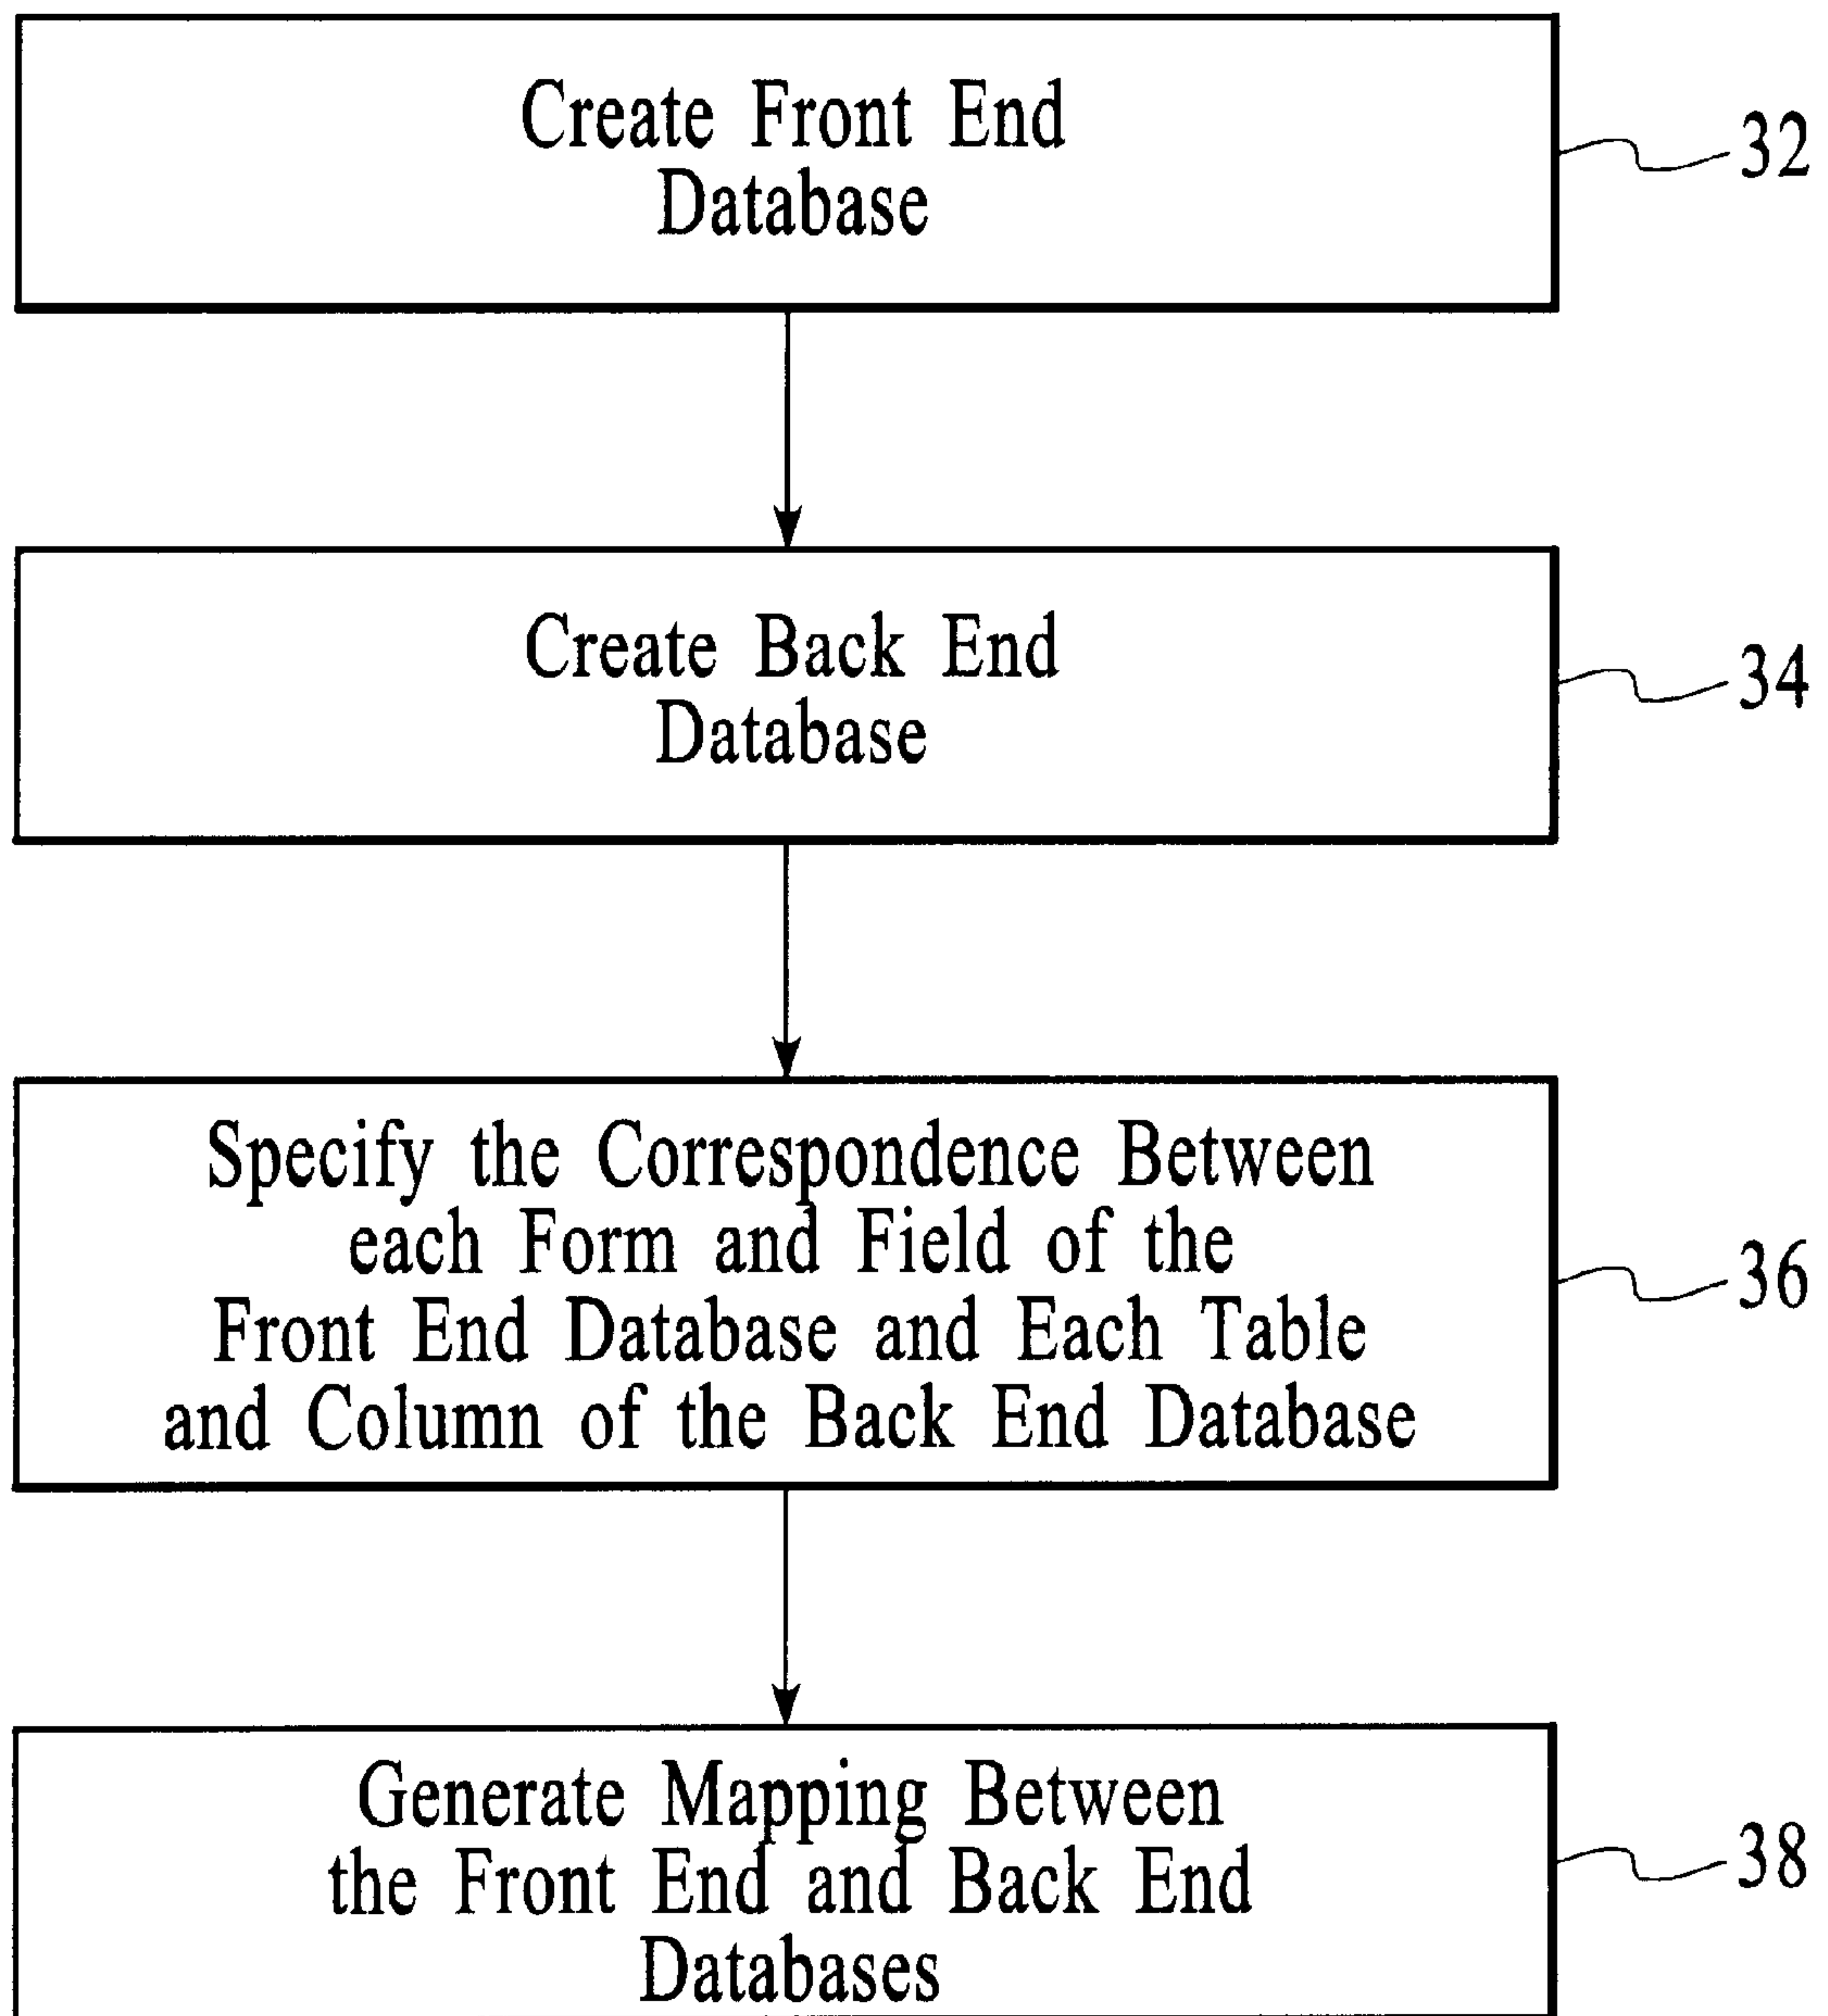 Create Front End
Database
32
Create Back End
Database
34
Specify the Correspondence Between
each Form and Field of the
Front End Database and Each Table
and Column of the Back End Database
36
Generate Mapping Between
the Front End and Back End
Databases
38